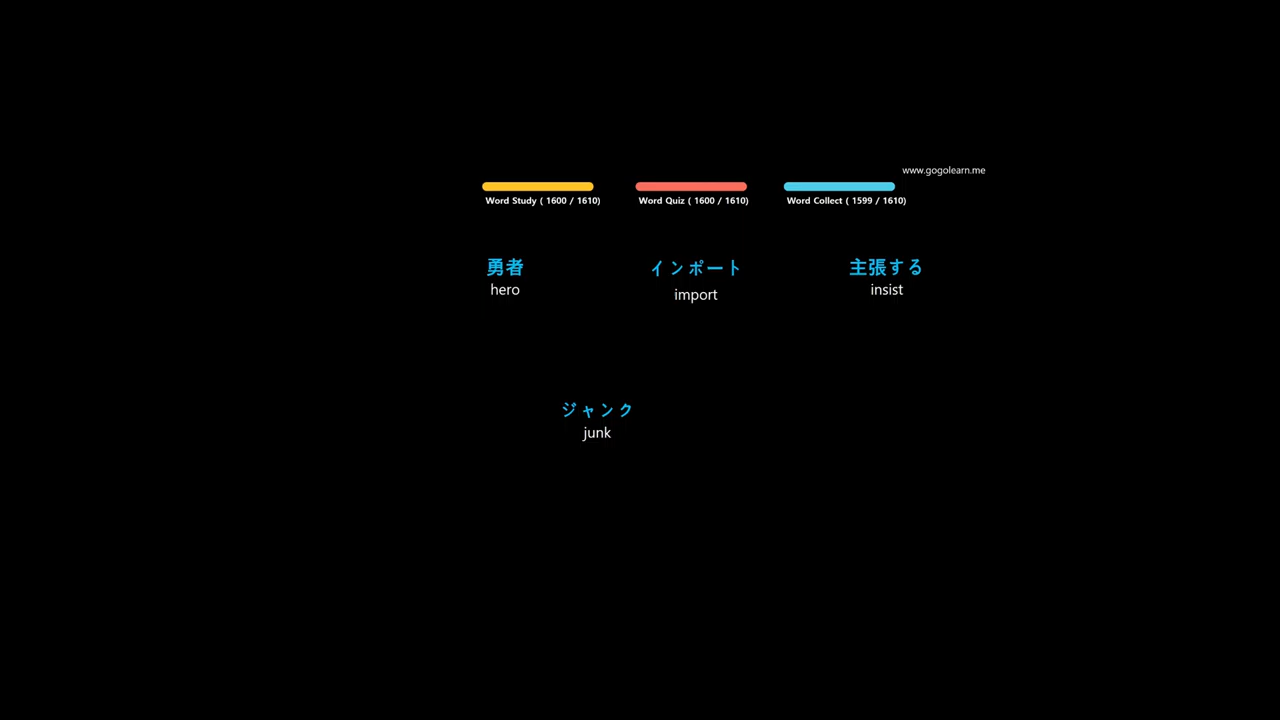 www.gogolearn.me
Word Study ( 1600 / 1610)
Word Quiz ( 1600 / 1610)
Word Collect ( 1599 / 1610)
勇者
hero
インポート
import
主張する
insist
ジャンク
junk